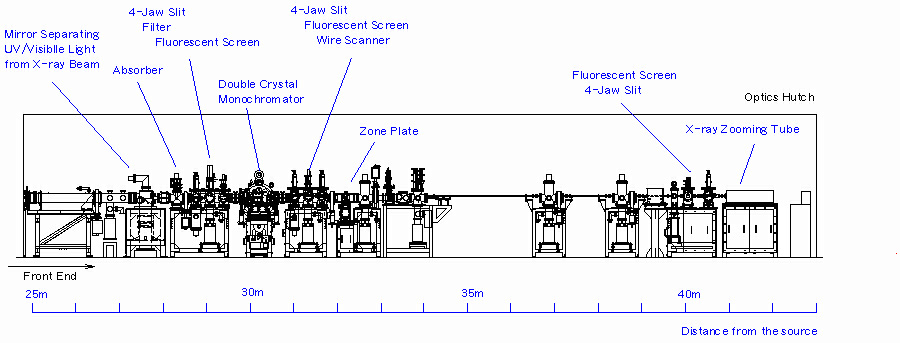 4-Jaw Slit
Filter
Fluorescent Screen
4-Jaw Slit
Fluorescent Screen
Wire Scanner
Mirror Separating
UV/Visiblle Light
from X-ray Beam
Absorber
Double Crystal
Monochromator
Zone Plate
Fluorescent Screen
4-Jaw Slit
Optics Hutch
X-ray Zooming Tube
Front End
25m
30m
35m
40m
Distance from the source